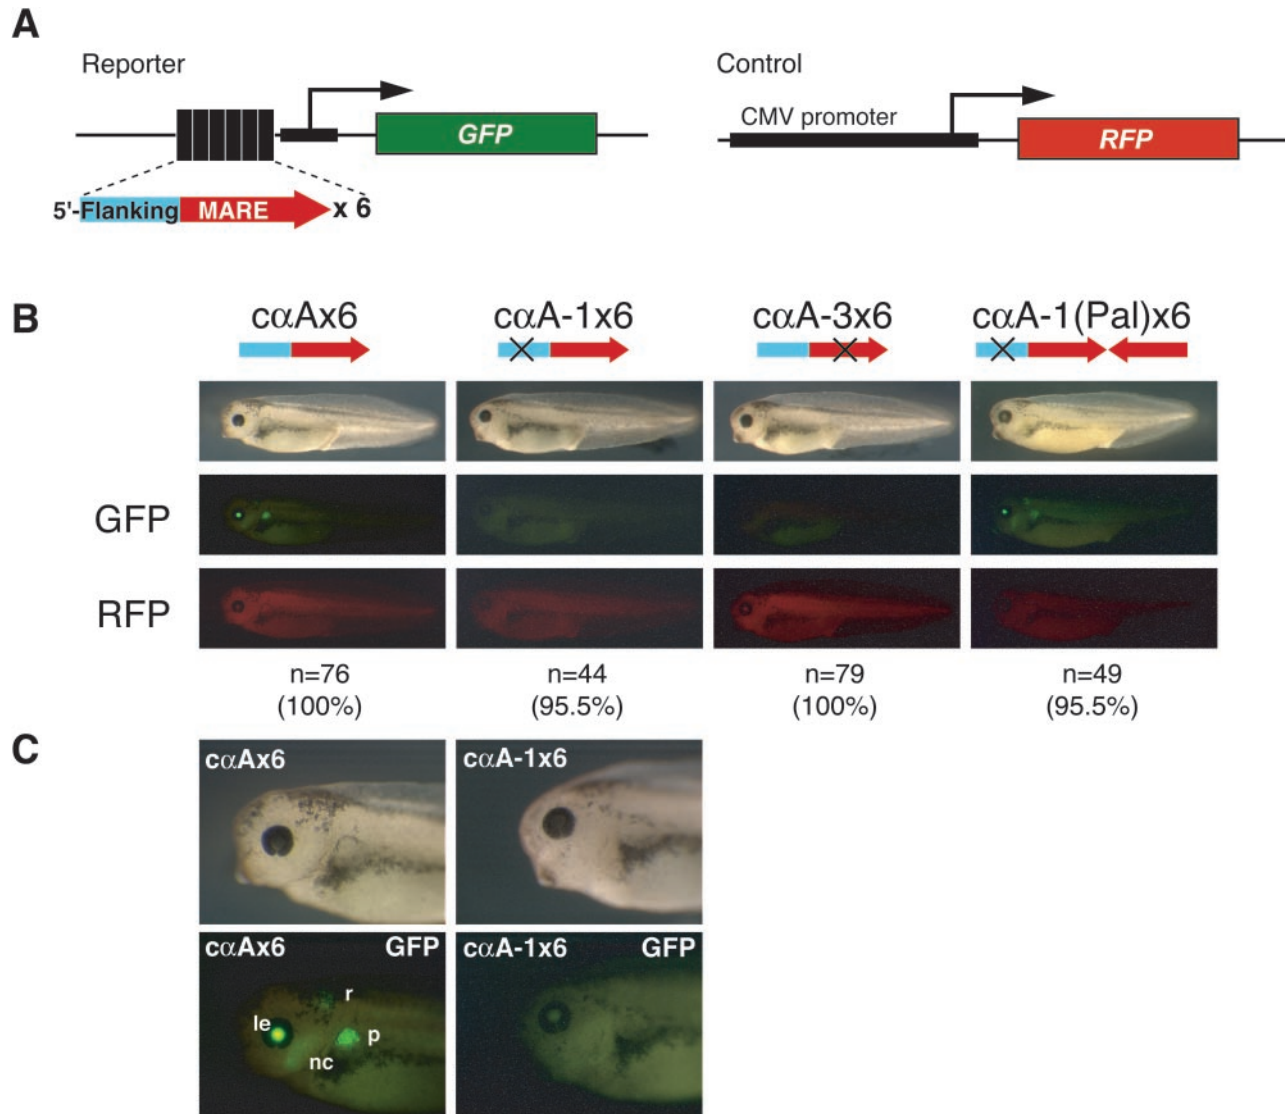 A
Reporter
Control
CMV promoter
GFP
RFP
5'-Flanking MARE x 6
B
cαAx6 cαA-1x6 cαA-3x6 cαA-1(Pal)x6
GFP
RFP
n=76 n=44 n=79 n=49
(100%) (95.5%) (100%) (95.5%)
C
cαAx6 cαA-1x6
cαAx6 GFP cαA-1x6 GFP
r
le
p
nc